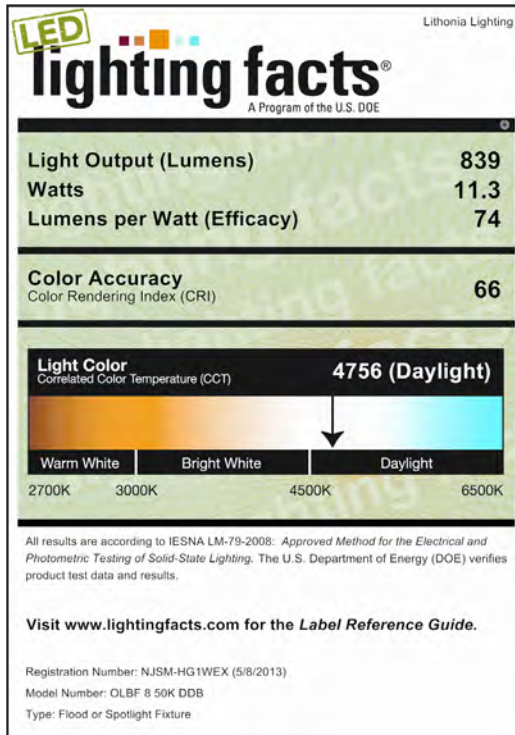 Lithonia Lighting
LED
lighting facts®
A Program of the U.S. DOE
Light Output (Lumens) 839
Watts 11.3
Lumens per Watt (Efficacy) 74
Color Accuracy
Color Rendering Index (CRI) 66
Light Color
Correlated Color Temperature (CCT) 4756 (Daylight)
Warm White Bright White Daylight
2700K 3000K 4500K 6500K
All results are according to IESNA LM-79-2008: Approved Method for the Electrical and
Photometric Testing of Solid-State Lighting. The U.S. Department of Energy (DOE) verifies
product test data and results.
Visit www.lightingfacts.com for the Label Reference Guide.
Registration Number: NJSM-HG1WEX (5/8/2013)
Model Number: OLBF 8 50K DDB
Type: Flood or Spotlight Fixture